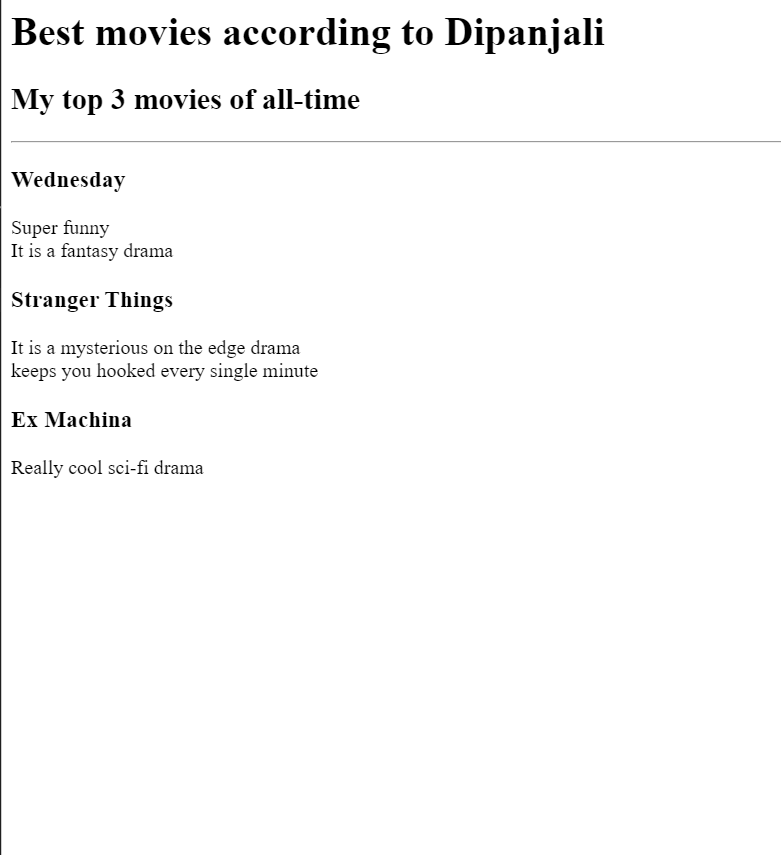 Best movies according to Dipanjali
My top 3 movies of all-time
Wednesday
Super funny
It is a fantasy drama
Stranger Things
It is a mysterious on the edge drama
keeps you hooked every single minute
Ex Machina
Really cool sci-fi drama